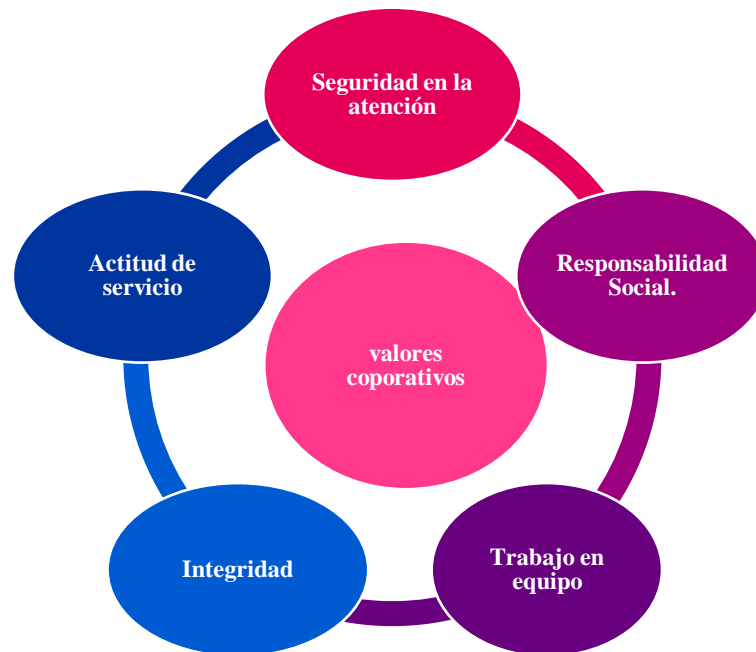 Seguridad en la
atención
Responsabilidad
Social.
Trabajo en
equipo
Integridad
Actitud de
servicio
valores
coporativos